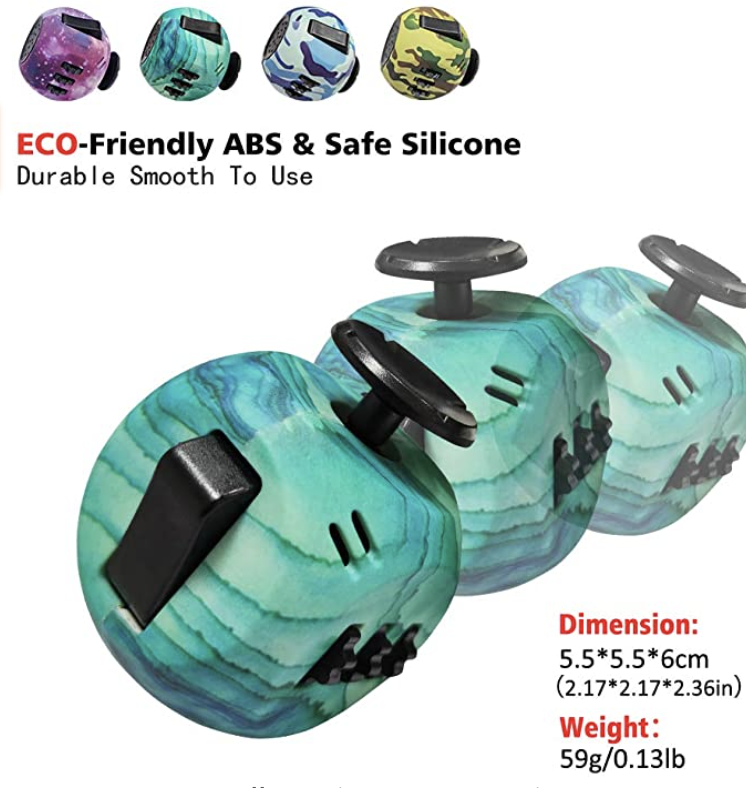 ECO-Friendly ABS & Safe Silicone
Durable Smooth To Use
Dimension:
5.5*5.5*6cm
(2.17*2.17*2.36in)
Weight:
59g/0.13lb